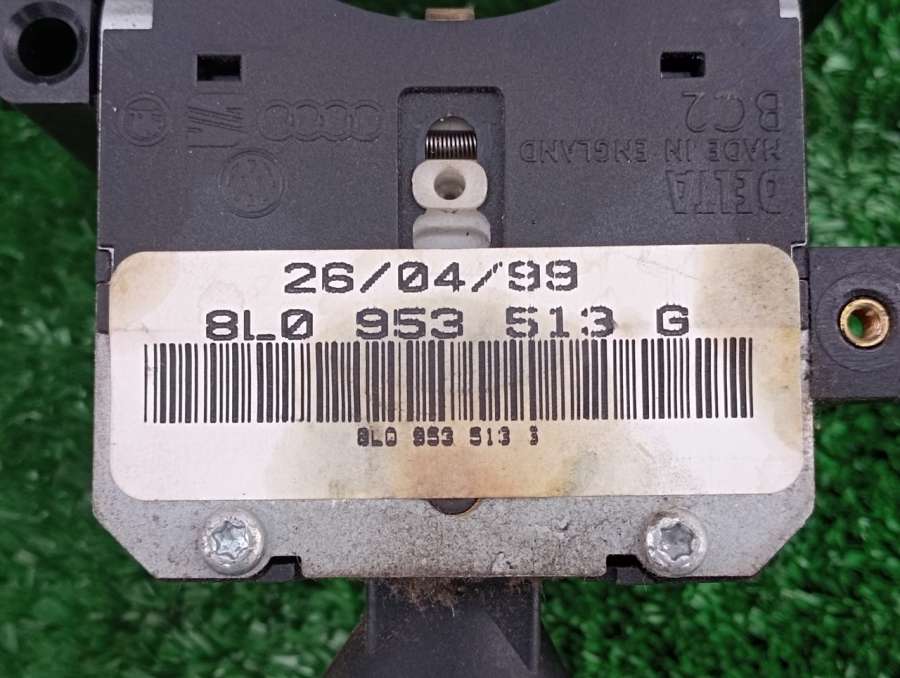 BC2
MADE IN ENGLAND
DELTA
26/04/99
8L0 953 513 G
8L0 953 513 G